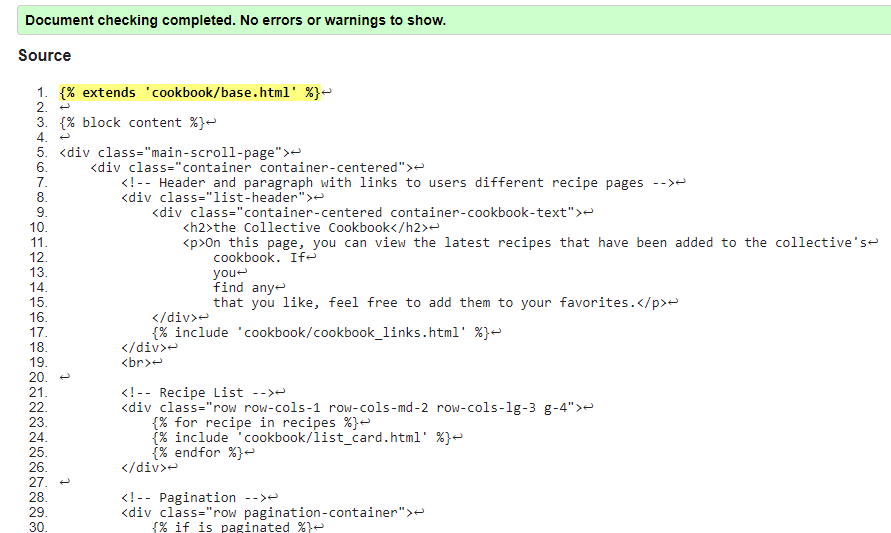 Document checking completed. No errors or warnings to show.
Source
1. {% extends 'cookbook/base.html' %}↩
2. ↩
3. {% block content %}↩
4. ↩
5. <div class="main-scroll-page">↩
6. <div class="container container-centered">↩
7. <!-- Header and paragraph with links to users different recipe pages -->↩
8. <div class="list-header">↩
9. <div class="container-centered container-cookbook-text">↩
10. <h2>the Collective Cookbook</h2>↩
11. <p>On this page, you can view the latest recipes that have been added to the collective's↩
12. cookbook. If↩
13. you↩
14. find any↩
15. that you like, feel free to add them to your favorites.</p>↩
16. </div>↩
17. {% include 'cookbook/cookbook_links.html' %}↩
18. </div>↩
19. <br>↩
20. ↩
21. <!-- Recipe List -->↩
22. <div class="row row-cols-1 row-cols-md-2 row-cols-lg-3 g-4">↩
23. {% for recipe in recipes %}↩
24. {% include 'cookbook/list_card.html' %}↩
25. {% endfor %}↩
26. </div>↩
27. ↩
28. <!-- Pagination -->↩
29. <div class="row pagination-container">↩
30. {% if is_paginated %}↩